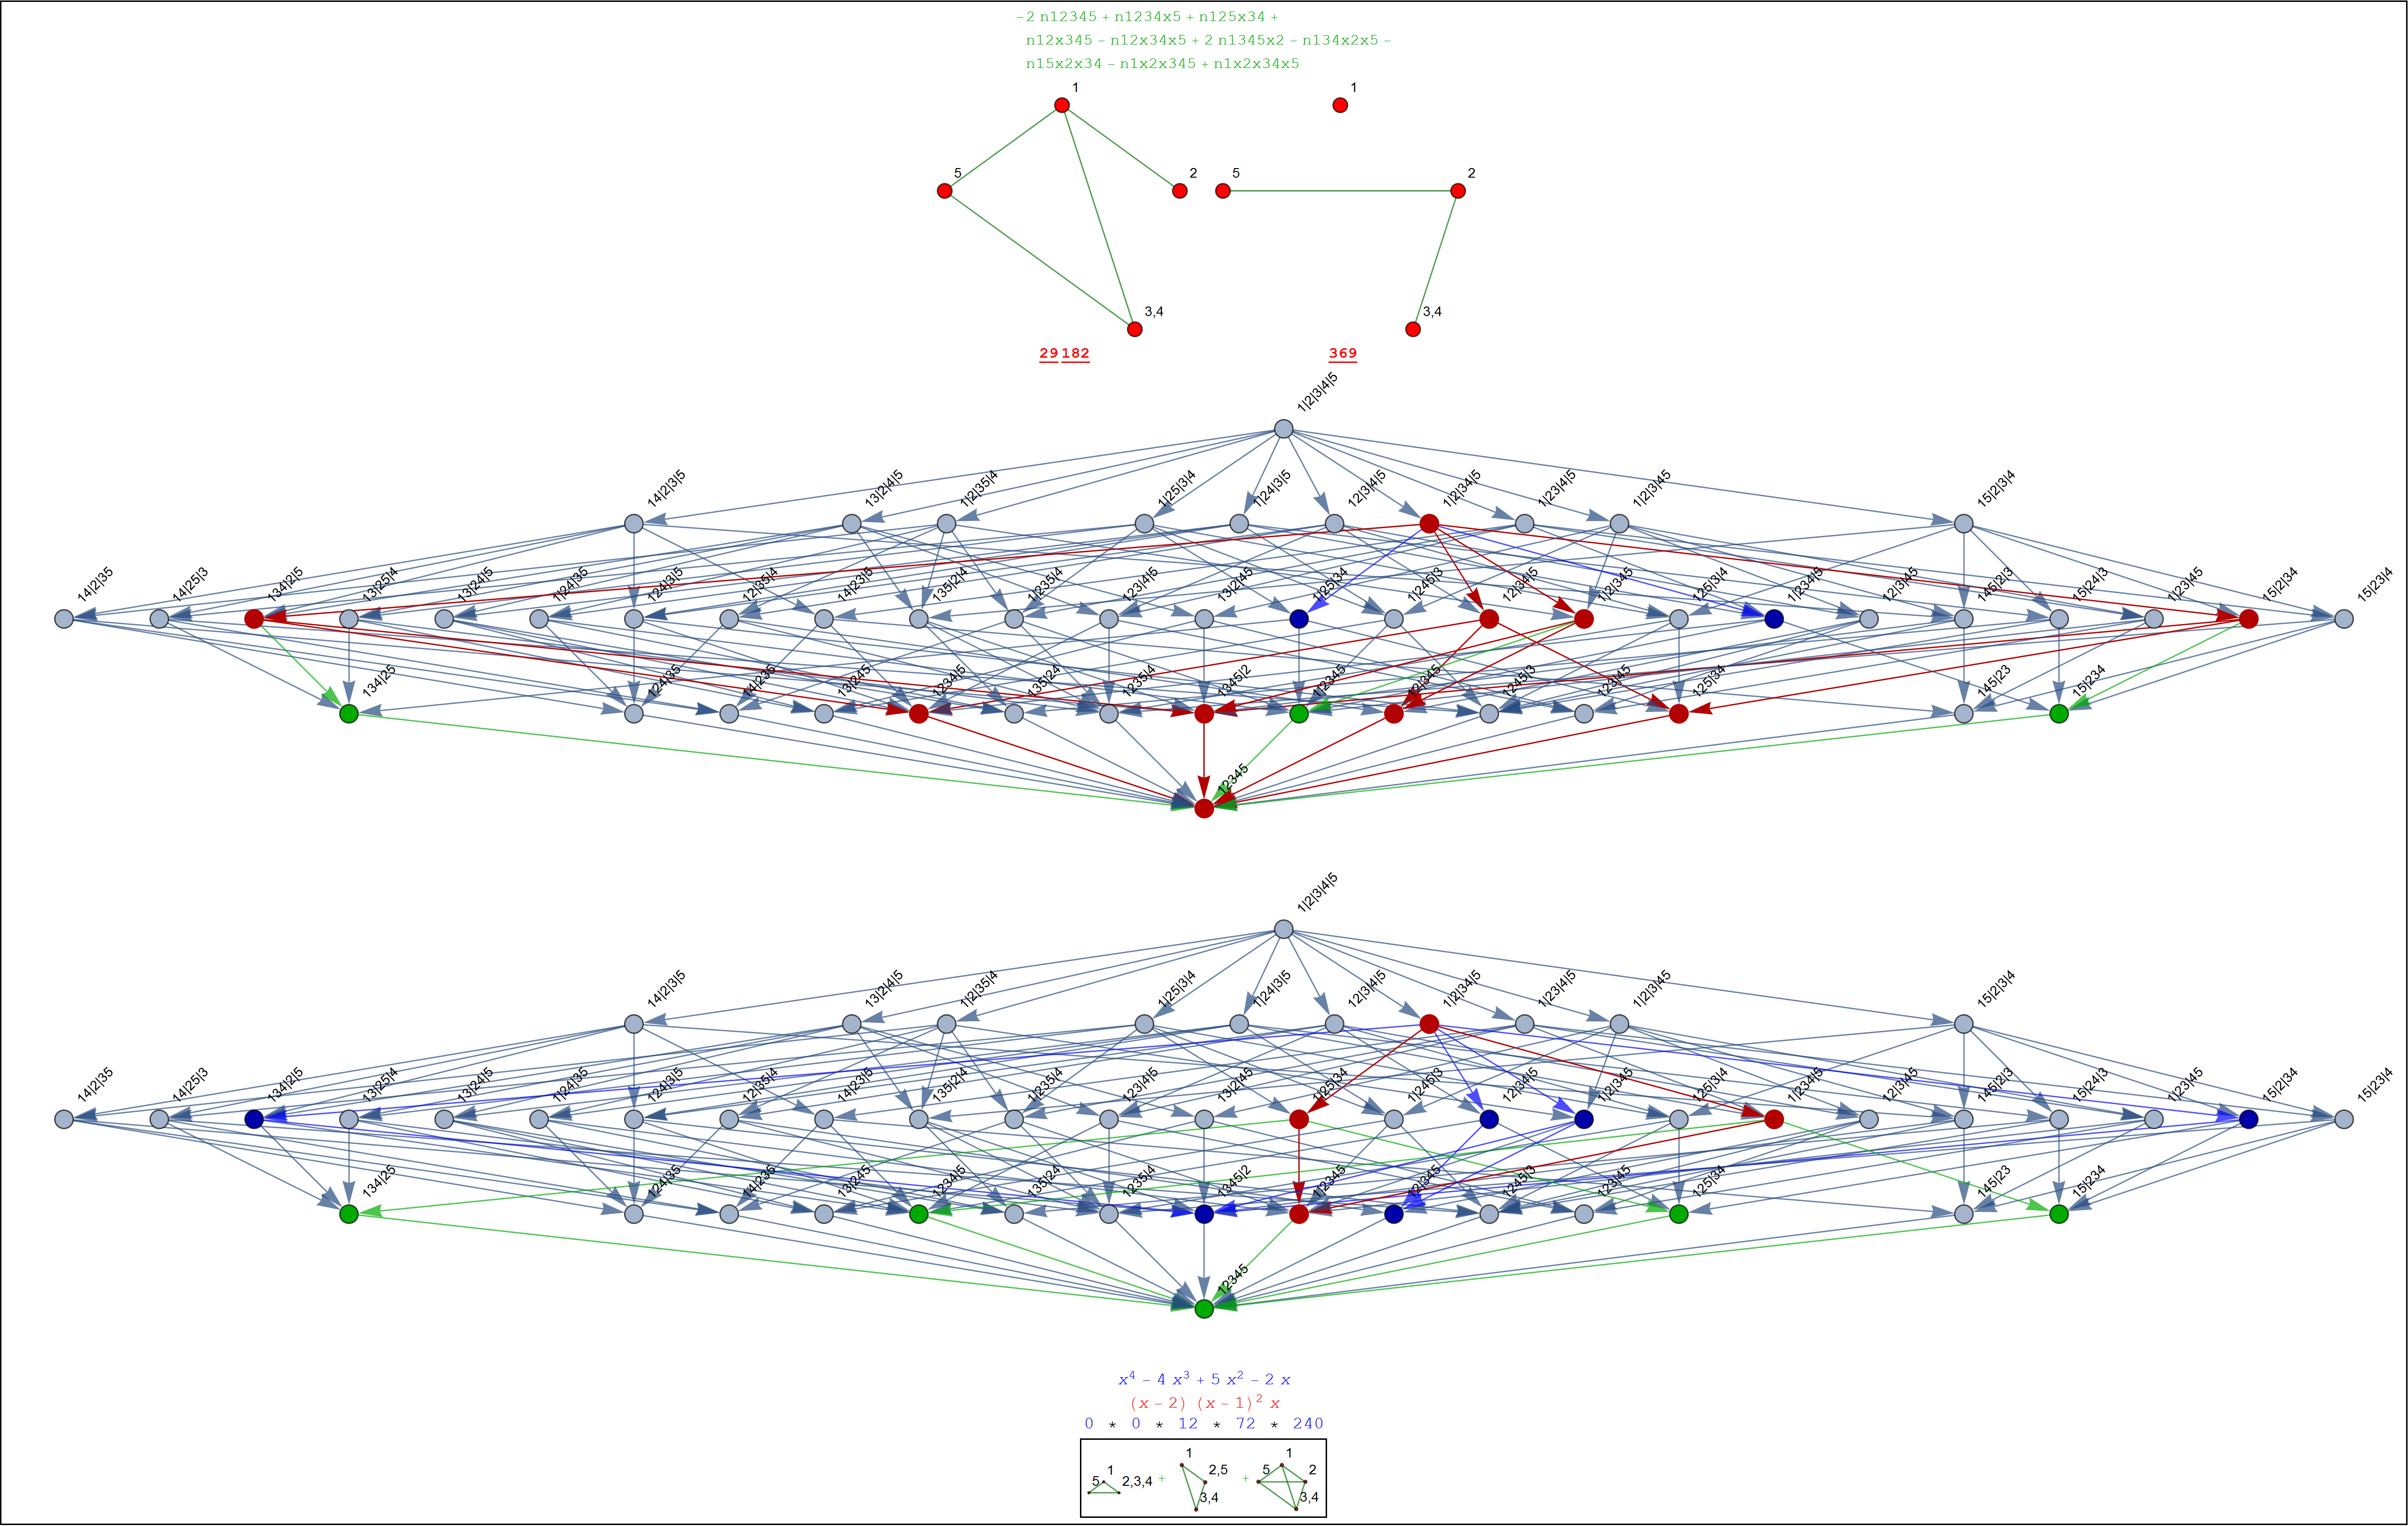 −2 n12345 + n1234x5 + n125x34 +
n12x345 − n12x34x5 + 2 n1345x2 − n134x2x5 −
n15x2x34 − n1x2x345 + n1x2x34x5
1 1
5 2 5 2
3,4 3,4
29 182 369
1|2|3|4|5
14|2|3|5 13|2|4|5 1|2|35|4 1|25|3|4 1|24|3|5 12|3|4|5 1|2|34|5 1|23|4|5 1|2|3|45 15|2|3|4
14|2|35 14|25|3 134|2|5 13|25|4 13|24|5 1|24|35 124|3|5 12|35|4 14|23|5 135|2|4 1|235|4 123|4|5 13|2|45 1|25|34 1|245|3 12|34|5 1|2|345 125|3|4 1|234|5 12|3|45 145|2|3 15|24|3 1|23|45 15|2|34 15|23|4
134|25 124|35 14|235 13|245 1234|5 135|24 1235|4 1345|2 1|2345 12|345 1245|3 123|45 125|34 145|23 15|234
12345
1|2|3|4|5
14|2|3|5 13|2|4|5 1|2|35|4 1|25|3|4 1|24|3|5 12|3|4|5 1|2|34|5 1|23|4|5 1|2|3|45 15|2|3|4
14|2|35 14|25|3 134|2|5 13|25|4 13|24|5 1|24|35 124|3|5 12|35|4 14|23|5 135|2|4 1|235|4 123|4|5 13|2|45 1|25|34 1|245|3 12|34|5 1|2|345 125|3|4 1|234|5 12|3|45 145|2|3 15|24|3 1|23|45 15|2|34 15|23|4
134|25 124|35 14|235 13|245 1234|5 135|24 1235|4 1345|2 1|2345 12|345 1245|3 123|45 125|34 145|23 15|234
12345
x⁴ − 4 x³ + 5 x² − 2 x
(x − 2) (x − 1)² x
0 * 0 * 12 * 72 * 240
1 1 1
5 2,3,4 + 2,5 + 5 2
3,4 3,4